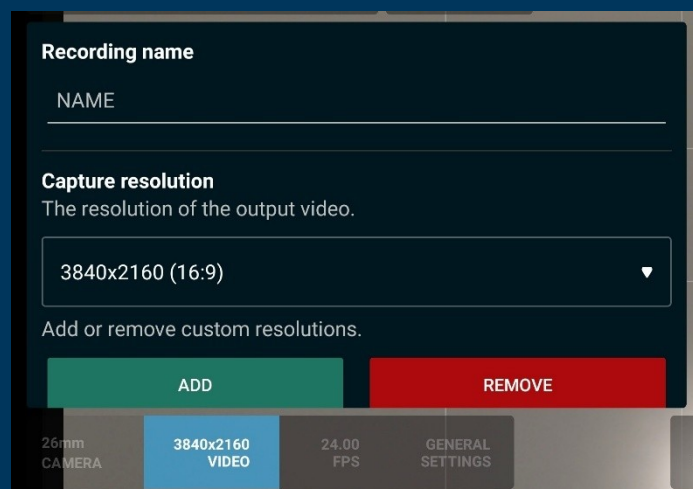 Recording name
NAME
Capture resolution
The resolution of the output video.
3840x2160 (16:9)
Add or remove custom resolutions.
ADD
REMOVE
26mm
CAMERA
3840x2160
VIDEO
24.00
FPS
GENERAL
SETTINGS